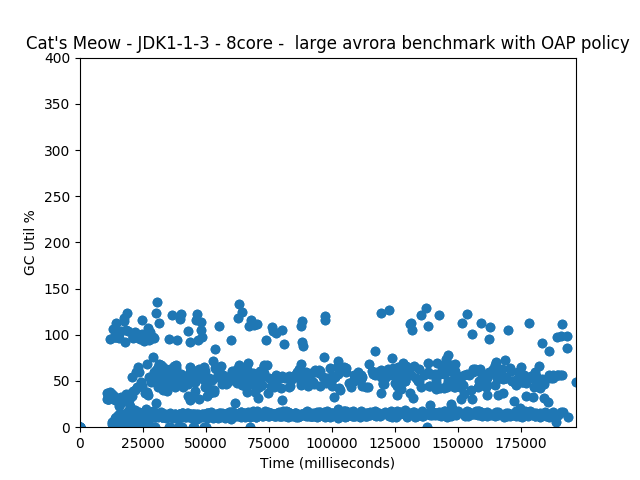 Cat's Meow - JDK1-1-3 - 8core -  large avrora benchmark with OAP policy
400
350
300
250
200
150
100
50
0
GC Util %
0 25000 50000 75000 100000 125000 150000 175000
Time (milliseconds)